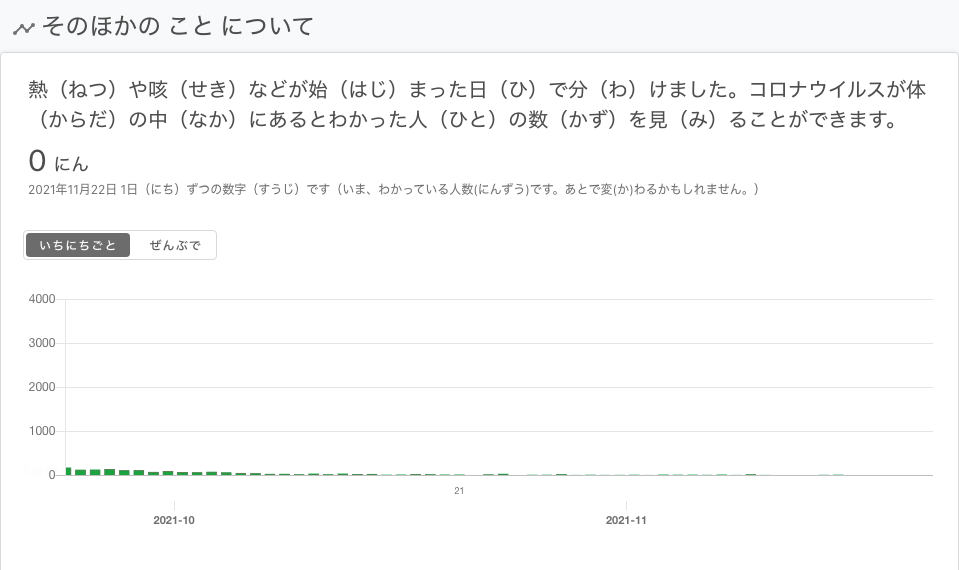 そのほかの こと について
熱（ねつ）や咳（せき）などが始（はじ）まった日（ひ）で分（わ）けました。コロナウイルスが体
（からだ）の中（なか）にあるとわかった人（ひと）の数（かず）を見（み）ることができます。
0 にん
2021年11月22日 1日（にち）ずつの数字（すうじ）です（いま、わかっている人数(にんずう)です。あとで変(か)わるかもしれません。）
いちにちごと ぜんぶで
4000
3000
2000
1000
0
21
2021-10 2021-11